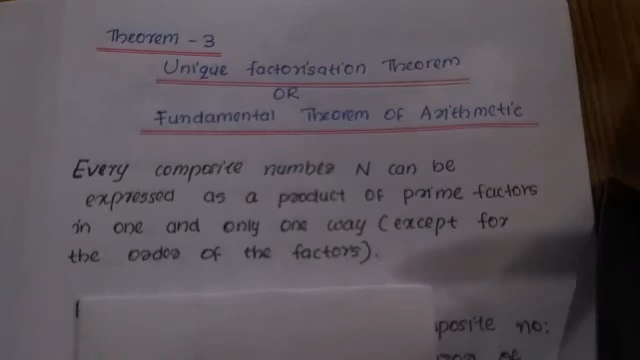 Theorem - 3
Unique factorisation Theorem
OR
Fundamental Theorem of Arithmetic
Every composite number N can be
expressed as a product of prime factors
in one and only one way (except for
the order of the factors).
posite no:
of